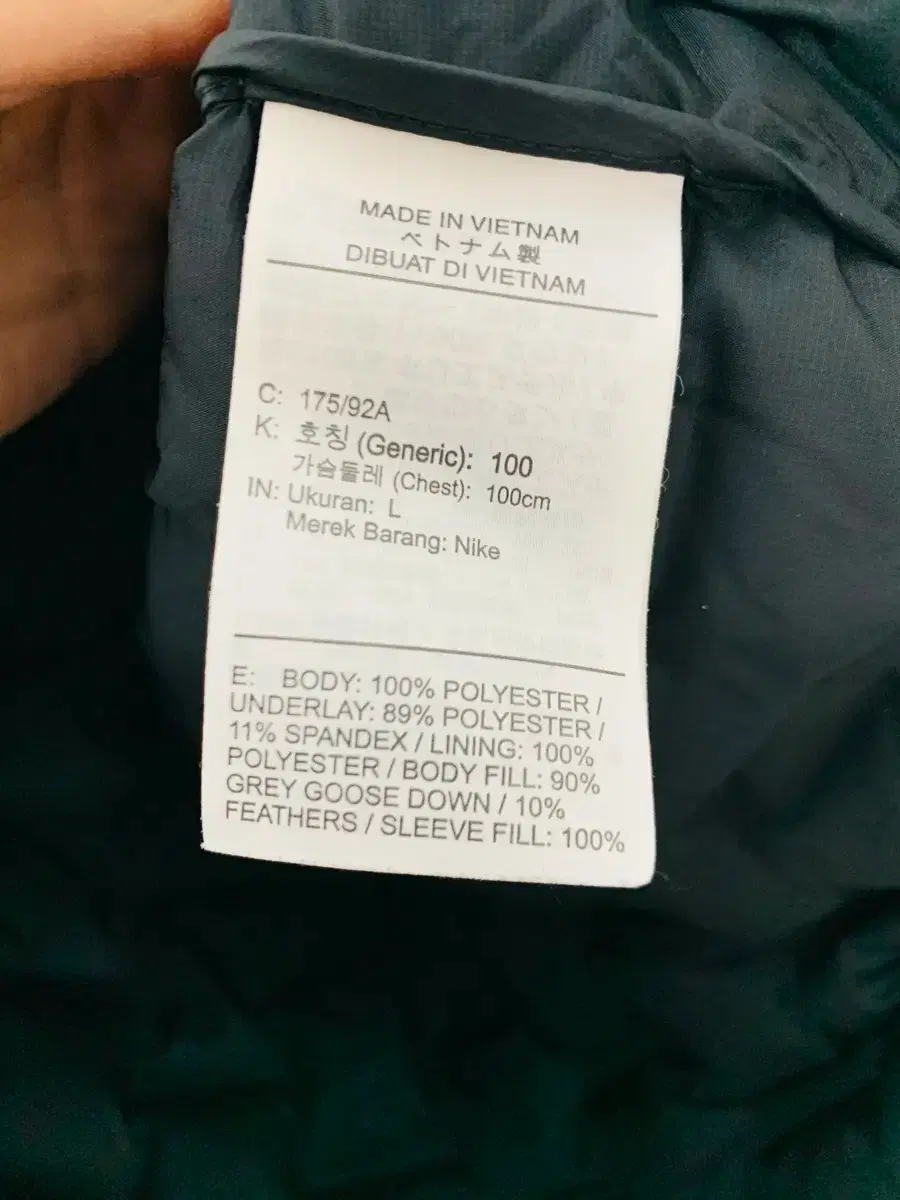 MADE IN VIETNAM
ベトナム製
DIBUAT DI VIETNAM
C: 175/92A
K: 호칭 (Generic): 100
가슴둘레 (Chest): 100cm
IN: Ukuran: L
Merek Barang: Nike
E: BODY: 100% POLYESTER /
UNDERLAY: 89% POLYESTER /
11% SPANDEX / LINING: 100%
POLYESTER / BODY FILL: 90%
GREY GOOSE DOWN / 10%
FEATHERS / SLEEVE FILL: 100%